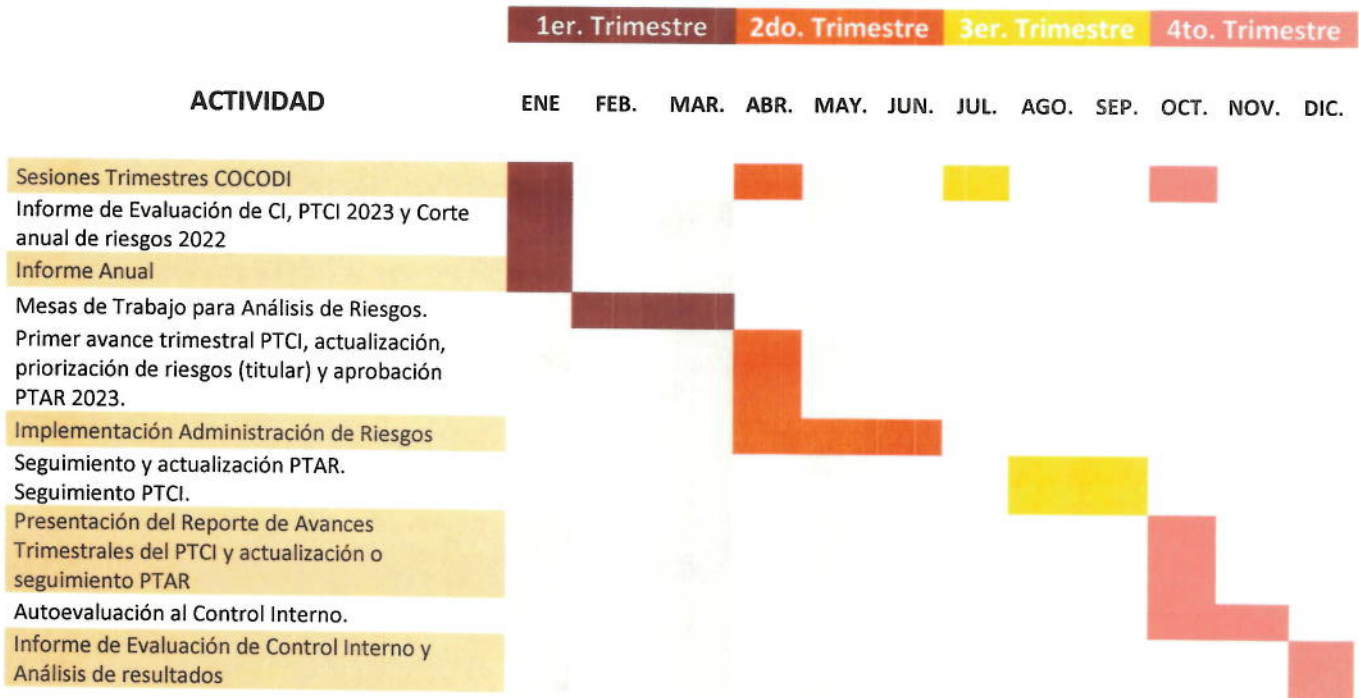 1er. Trimestre 2do. Trimestre 3er. Trimestre 4to. Trimestre
ACTIVIDAD ENE FEB. MAR. ABR. MAY. JUN. JUL. AGO. SEP. OCT. NOV. DIC.
Sesiones Trimestres COCODI
Informe de Evaluación de CI, PTCI 2023 y Corte
anual de riesgos 2022
Informe Anual
Mesas de Trabajo para Análisis de Riesgos.
Primer avance trimestral PTCI, actualización,
priorización de riesgos (titular) y aprobación
PTAR 2023.
Implementación Administración de Riesgos
Seguimiento y actualización PTAR.
Seguimiento PTCI.
Presentación del Reporte de Avances
Trimestrales del PTCI y actualización o
seguimiento PTAR
Autoevaluación al Control Interno.
Informe de Evaluación de Control Interno y
Análisis de resultados